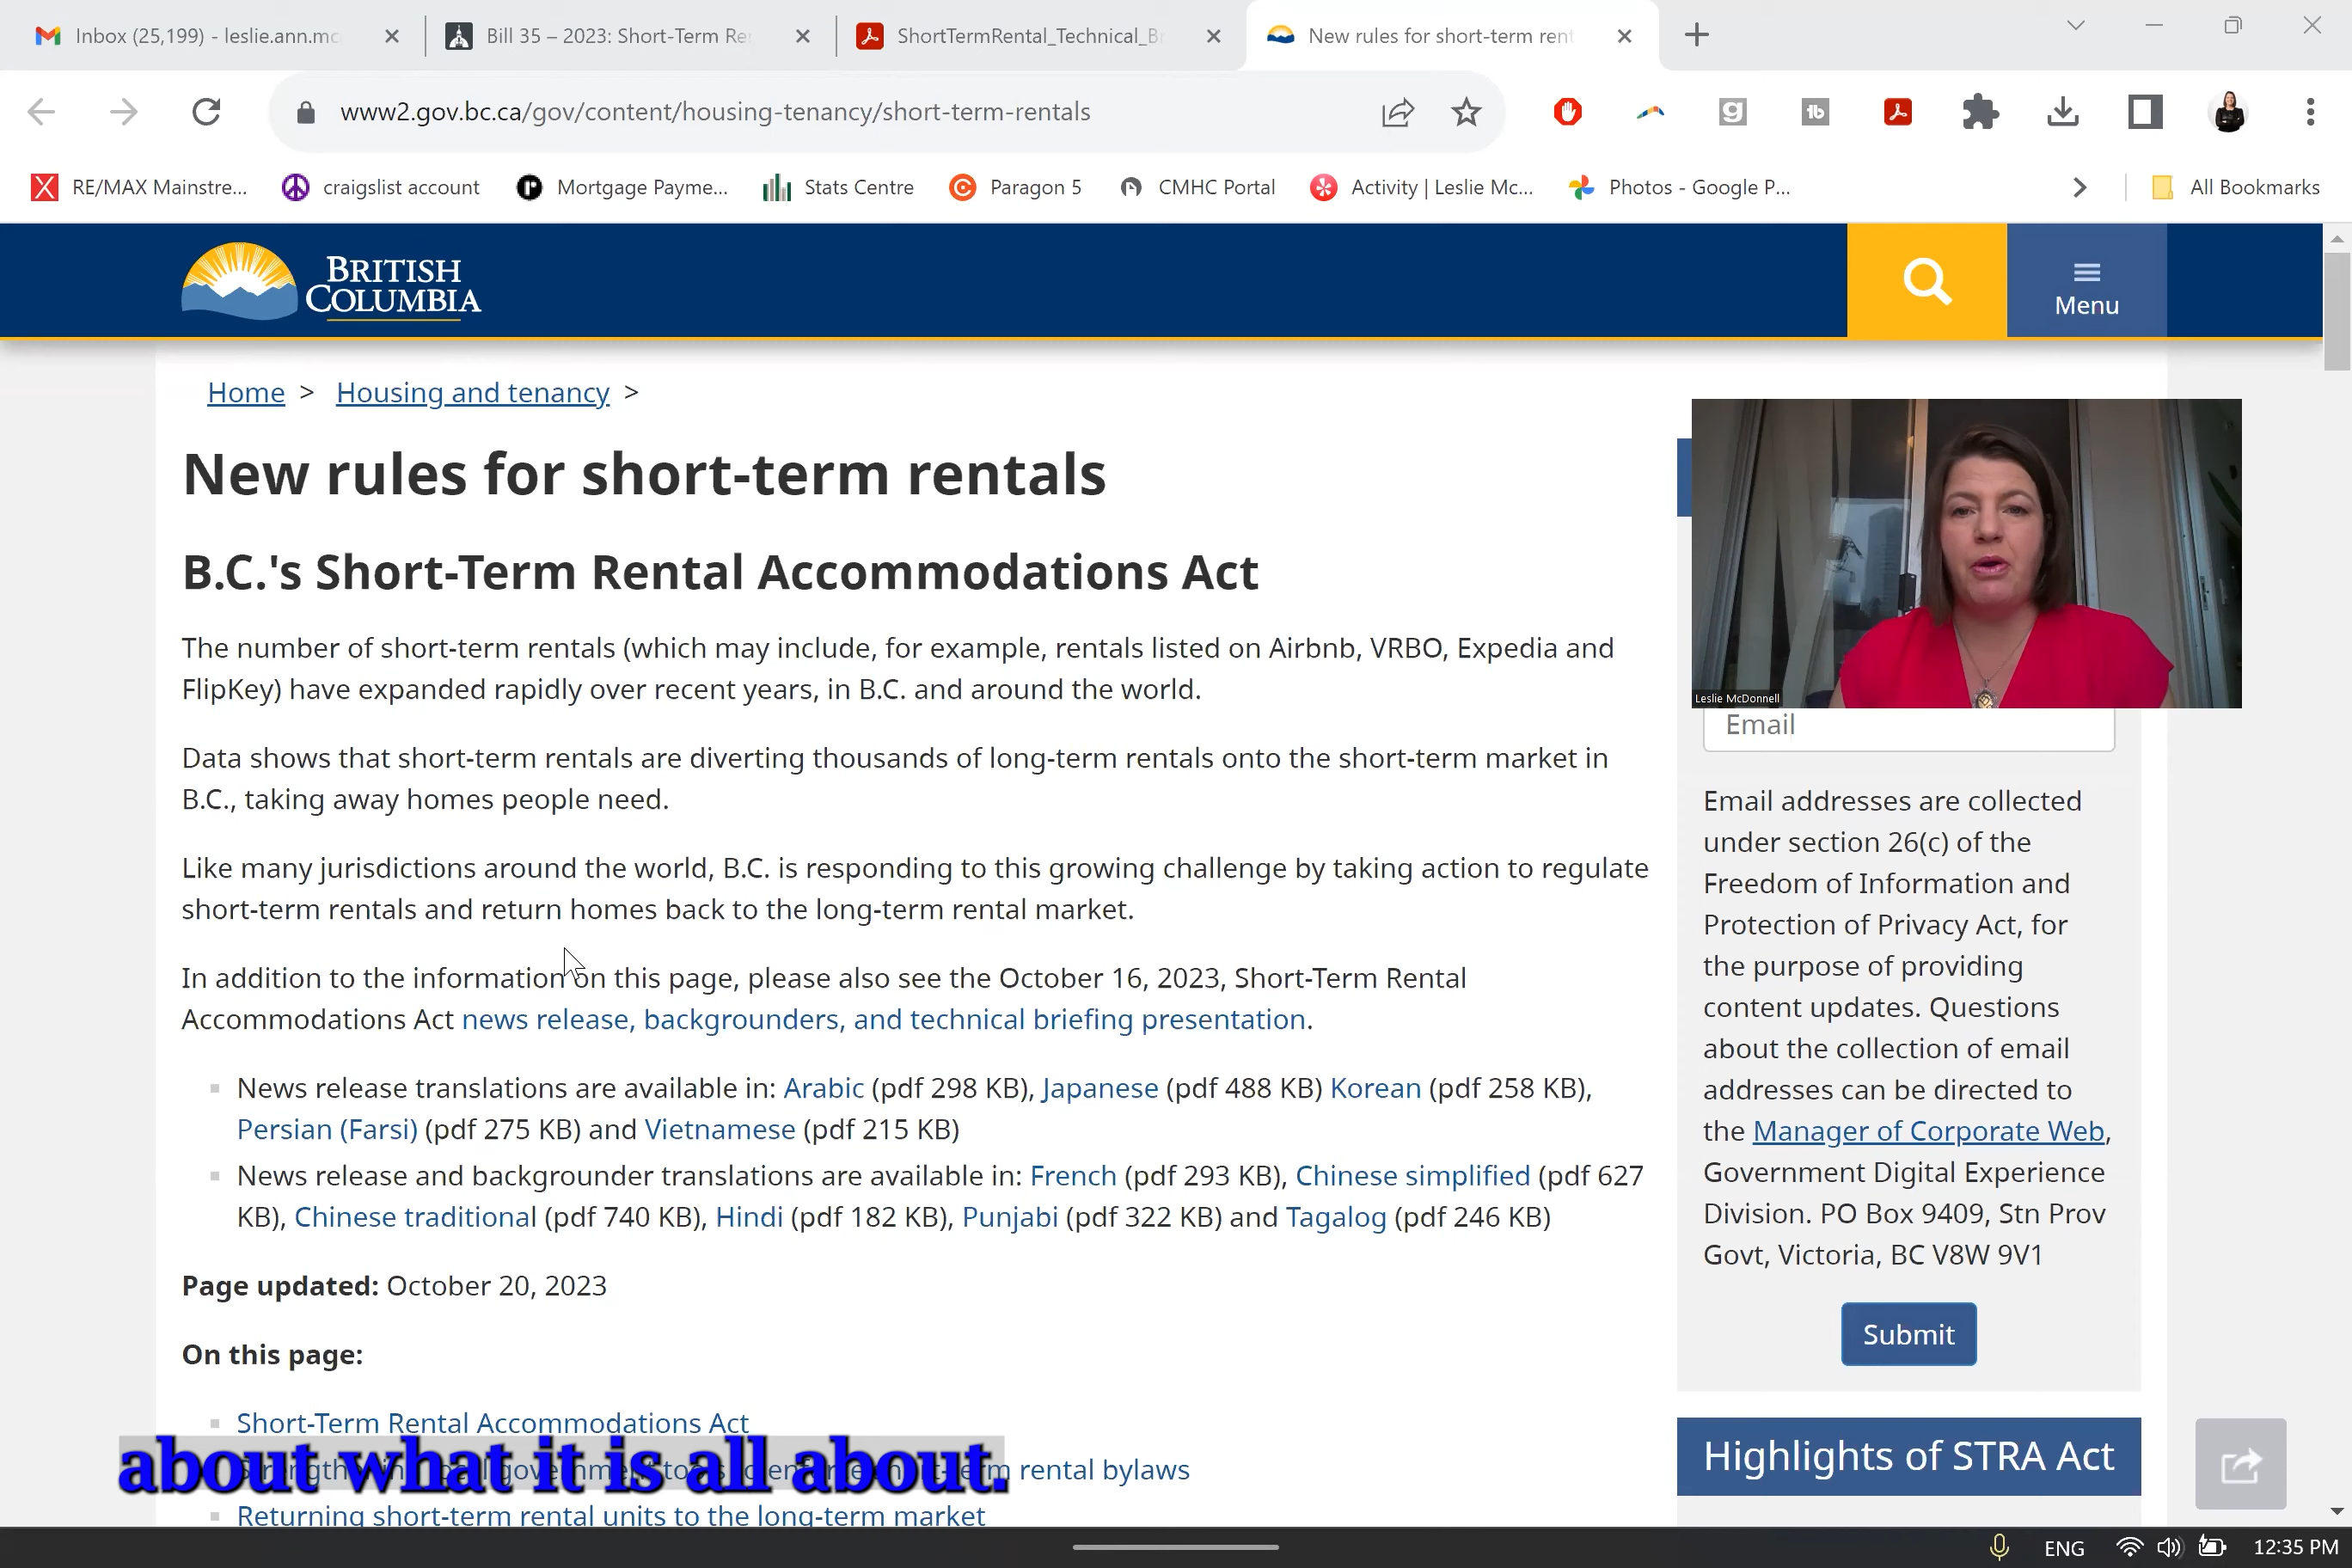 Inbox (25,199) - leslie.ann.mc
Bill 35 – 2023: Short-Term Re
ShortTermRental_Technical_B
New rules for short-term rent
www2.gov.bc.ca/gov/content/housing-tenancy/short-term-rentals
RE/MAX Mainstre...
craigslist account
Mortgage Payme...
Stats Centre
Paragon 5
CMHC Portal
Activity | Leslie Mc...
Photos - Google P...
All Bookmarks
BRITISH
COLUMBIA
Menu
Home > Housing and tenancy >
New rules for short-term rentals
B.C.'s Short-Term Rental Accommodations Act
The number of short-term rentals (which may include, for example, rentals listed on Airbnb, VRBO, Expedia and
FlipKey) have expanded rapidly over recent years, in B.C. and around the world.
Data shows that short-term rentals are diverting thousands of long-term rentals onto the short-term market in
B.C., taking away homes people need.
Like many jurisdictions around the world, B.C. is responding to this growing challenge by taking action to regulate
short-term rentals and return homes back to the long-term rental market.
In addition to the information on this page, please also see the October 16, 2023, Short-Term Rental
Accommodations Act news release, backgrounders, and technical briefing presentation.
News release translations are available in: Arabic (pdf 298 KB), Japanese (pdf 488 KB) Korean (pdf 258 KB),
Persian (Farsi) (pdf 275 KB) and Vietnamese (pdf 215 KB)
News release and backgrounder translations are available in: French (pdf 293 KB), Chinese simplified (pdf 627
KB), Chinese traditional (pdf 740 KB), Hindi (pdf 182 KB), Punjabi (pdf 322 KB) and Tagalog (pdf 246 KB)
Page updated: October 20, 2023
On this page:
Short-Term Rental Accommodations Act
rental bylaws
about what it is all about.
Returning short-term rental units to the long-term market
Leslie McDonnell
Email
Email addresses are collected
under section 26(c) of the
Freedom of Information and
Protection of Privacy Act, for
the purpose of providing
content updates. Questions
about the collection of email
addresses can be directed to
the Manager of Corporate Web,
Government Digital Experience
Division. PO Box 9409, Stn Prov
Govt, Victoria, BC V8W 9V1
Submit
Highlights of STRA Act
ENG
12:35 PM